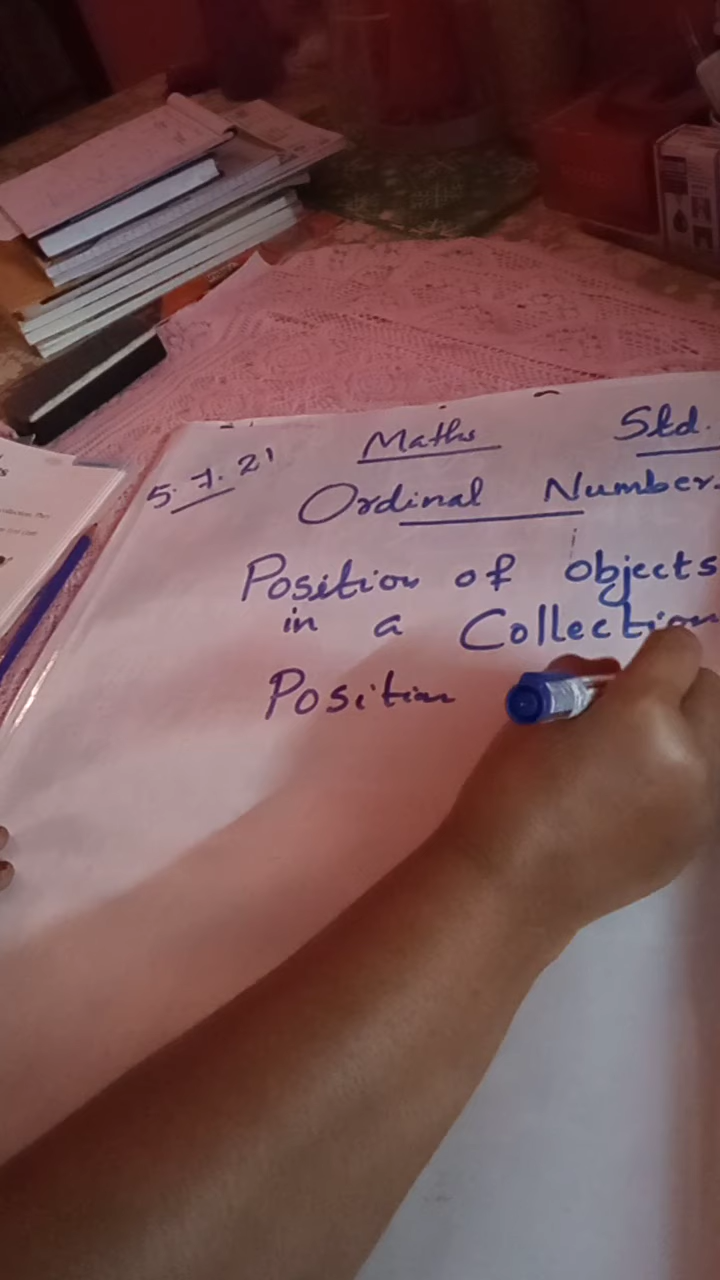 5.7.21 Maths Std.
Ordinal Number.
Position of objects
in a Collection
Position